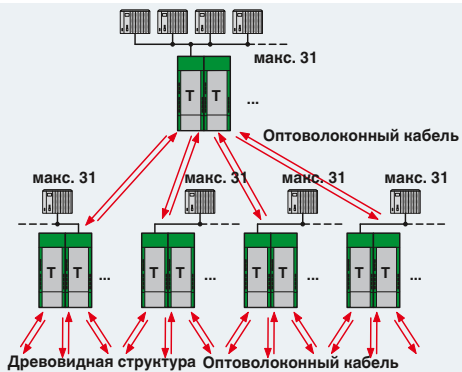 макс. 31
T T ...
Оптоволоконный кабель
макс. 31 макс. 31 макс. 31 макс. 31
T T ... T T ... T T ... T T ...
Древовидная структура Оптоволоконный кабель